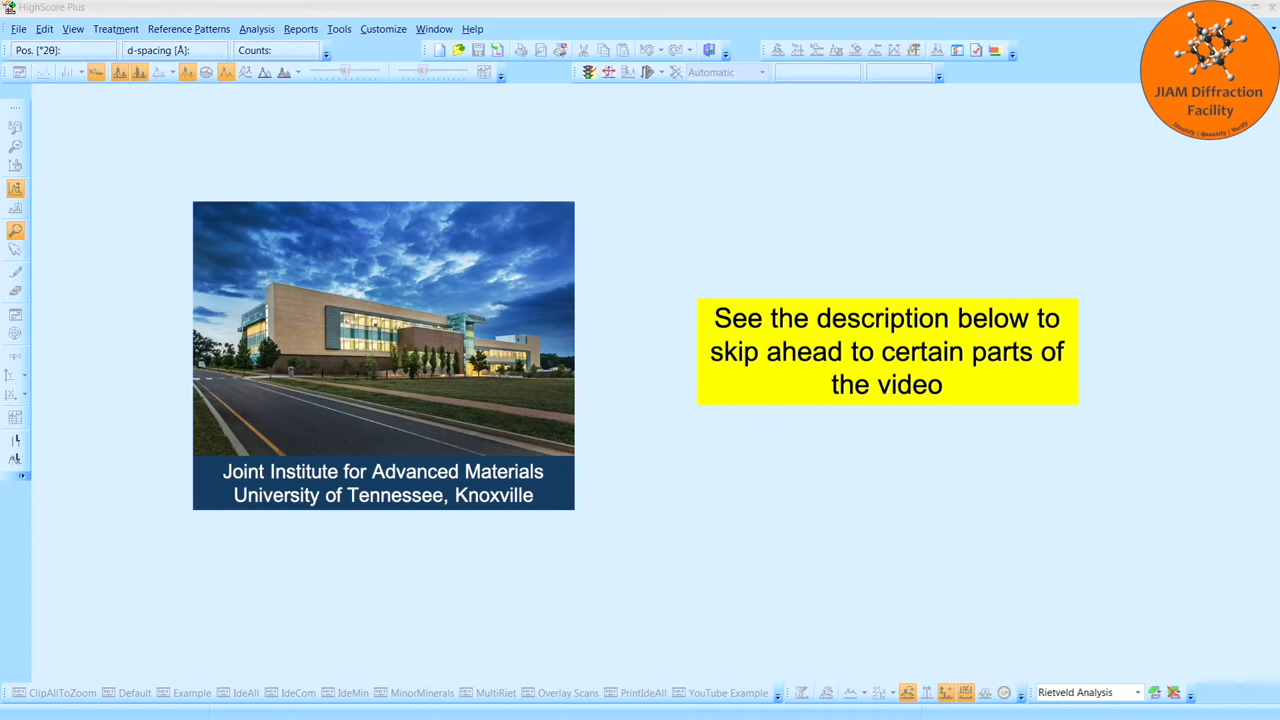 HighScore Plus
File Edit View Treatment Reference Patterns Analysis Reports Tools Customize Window Help
Pos. [°2θ]: d-spacing [Å]: Counts:
Automatic
JIAM Diffraction
Facility
Identify | Quantify | Verify
See the description below to
skip ahead to certain parts of
the video
Joint Institute for Advanced Materials
University of Tennessee, Knoxville
ClipAllToZoom Default Example IdeAll IdeCom IdeMin MinorMinerals MultiRiet Overlay Scans PrintIdeAll YouTube Example Rietveld Analysis